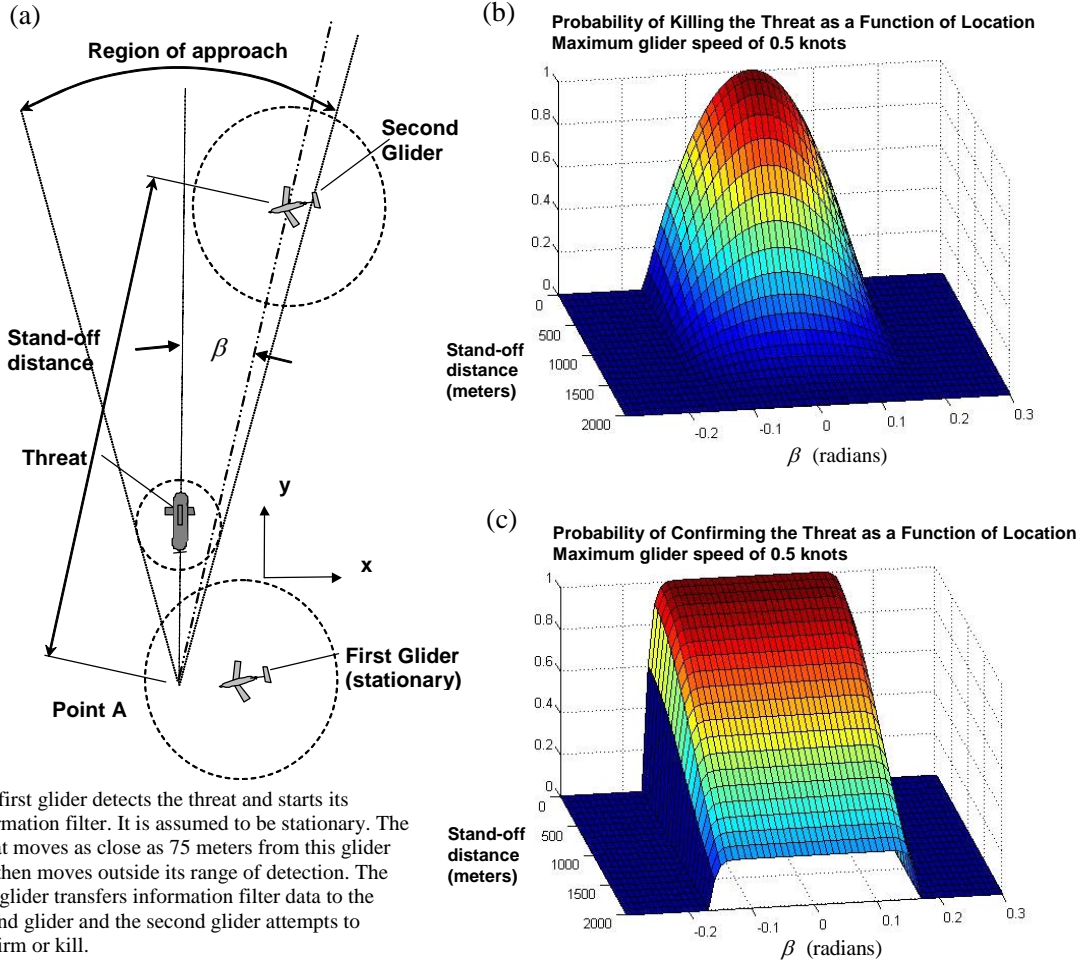 (a)
Region of approach
Second
Glider
Stand-off
distance
β
Threat
y
x
First Glider
(stationary)
Point A
first glider detects the threat and starts its
rmation filter. It is assumed to be stationary. The
at moves as close as 75 meters from this glider
then moves outside its range of detection. The
glider transfers information filter data to the
nd glider and the second glider attempts to
irm or kill.
(b)
Probability of Killing the Threat as a Function of Location
Maximum glider speed of 0.5 knots
1
0.8
0.6
0.4
0.2
0
0
500
1000
1500
2000
Stand-off
distance
(meters)
-0.2
-0.1
0
0.1
0.2
0.3
β (radians)
(c)
Probability of Confirming the Threat as a Function of Location
Maximum glider speed of 0.5 knots
1
0.8
0.6
0.4
0.2
0
0
500
1000
1500
2000
Stand-off
distance
(meters)
-0.2
-0.1
0
0.1
0.2
0.3
β (radians)